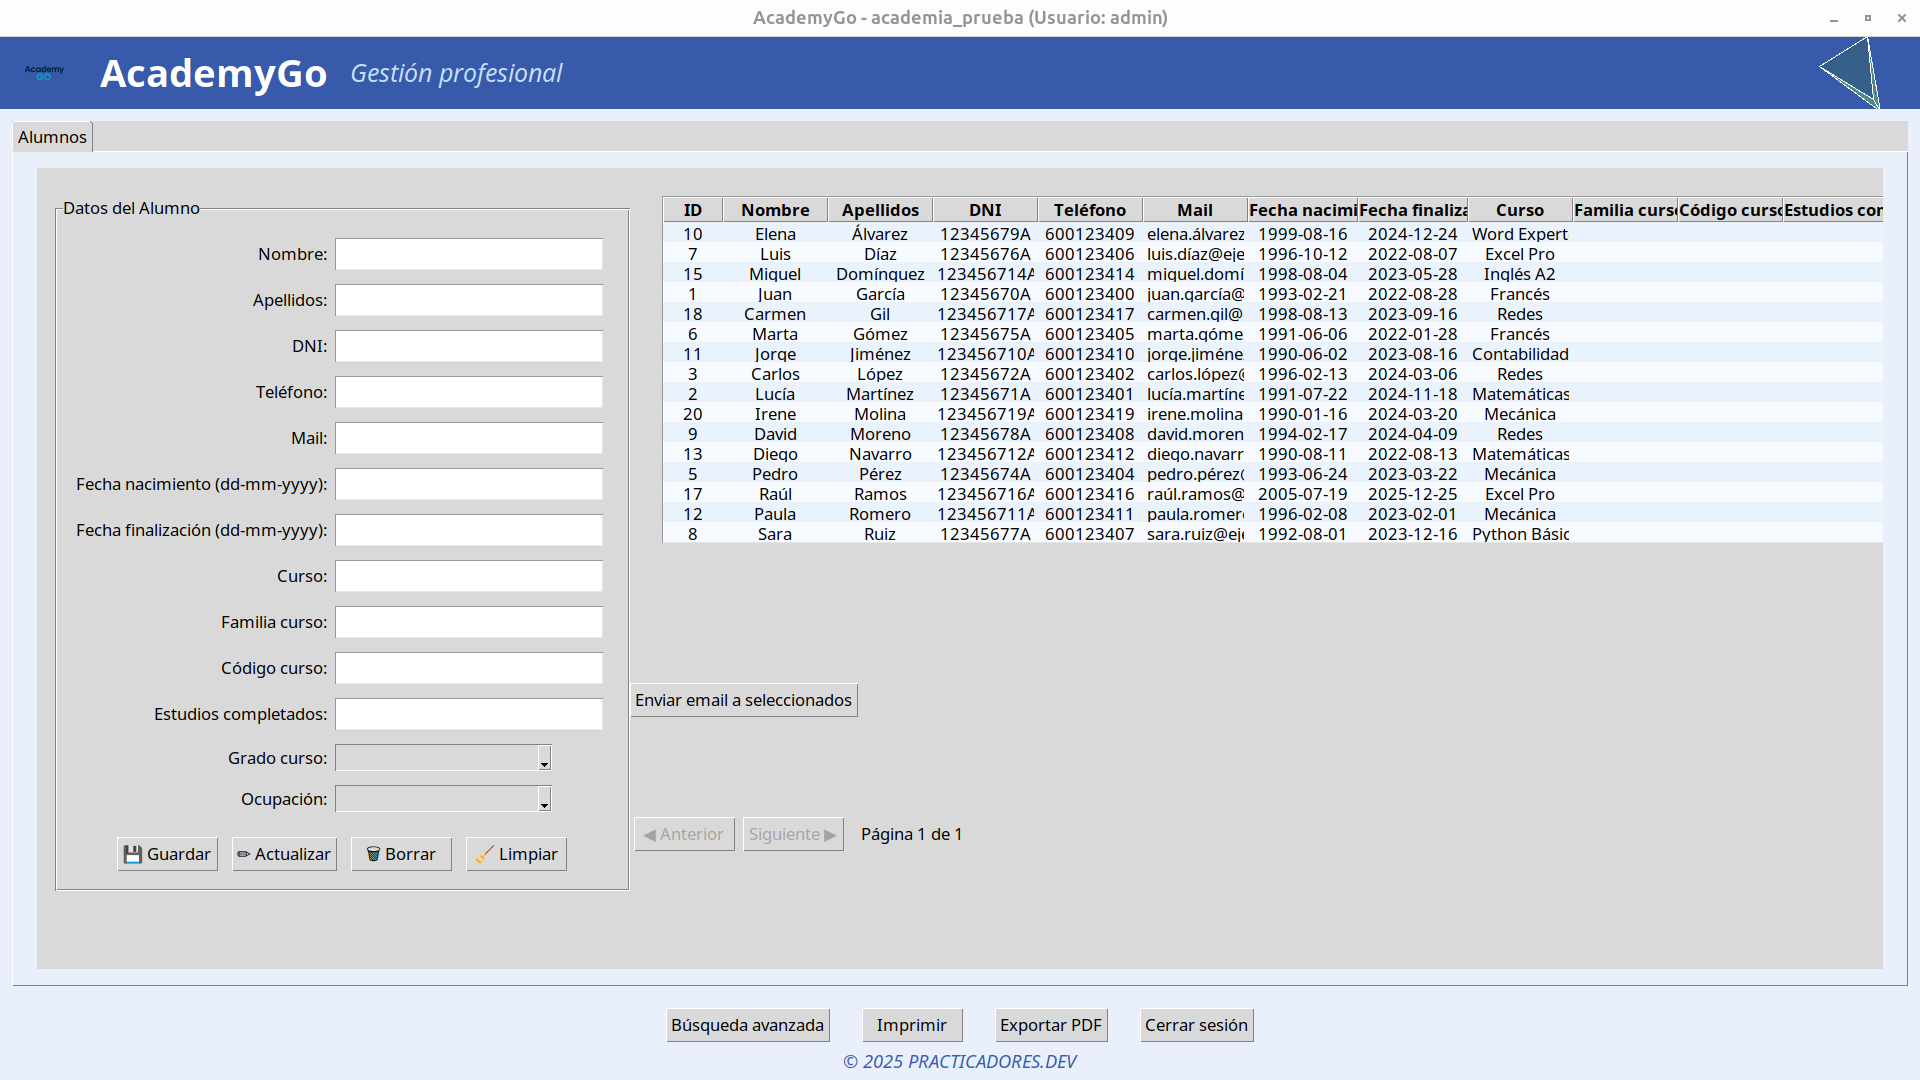 AcademyGo - academia_prueba (Usuario: admin)
Academy
GO
AcademyGo Gestión profesional
Alumnos
Datos del Alumno
Nombre:
Apellidos:
DNI:
Teléfono:
Mail:
Fecha nacimiento (dd-mm-yyyy):
Fecha finalización (dd-mm-yyyy):
Curso:
Familia curso:
Código curso:
Estudios completados:
Grado curso:
Ocupación:
💾 Guardar ✏ Actualizar 🗑 Borrar 🧹 Limpiar
ID Nombre Apellidos DNI Teléfono Mail Fecha nacimi Fecha finaliza Curso Familia curs Código curso Estudios con
10 Elena Álvarez 12345679A 600123409 elena.álvarez 1999-08-16 2024-12-24 Word Expert
7 Luis Díaz 12345676A 600123406 luis.díaz@eje 1996-10-12 2022-08-07 Excel Pro
15 Miguel Domínguez 123456714A 600123414 miguel.domí 1998-08-04 2023-05-28 Inglés A2
1 Juan García 12345670A 600123400 juan.garcía@ 1993-02-21 2022-08-28 Francés
18 Carmen Gil 123456717A 600123417 carmen.gil@ 1998-08-13 2023-09-16 Redes
6 Marta Gómez 12345675A 600123405 marta.góme 1991-06-06 2022-01-28 Francés
11 Jorge Jiménez 123456710A 600123410 jorge.jiméne 1990-06-02 2023-08-16 Contabilidad
3 Carlos López 12345672A 600123402 carlos.lópez@ 1996-02-13 2024-03-06 Redes
2 Lucía Martínez 12345671A 600123401 lucía.martíne 1991-07-22 2024-11-18 Matemáticas
20 Irene Molina 123456719A 600123419 irene.molina 1990-01-16 2024-03-20 Mecánica
9 David Moreno 12345678A 600123408 david.moren 1994-02-17 2024-04-09 Redes
13 Diego Navarro 123456712A 600123412 diego.navarr 1990-08-11 2022-08-13 Matemáticas
5 Pedro Pérez 12345674A 600123404 pedro.pérez@ 1993-06-24 2023-03-22 Mecánica
17 Raúl Ramos 123456716A 600123416 raúl.ramos@ 2005-07-19 2025-12-25 Excel Pro
12 Paula Romero 123456711A 600123411 paula.romer 1996-02-08 2023-02-01 Mecánica
8 Sara Ruiz 12345677A 600123407 sara.ruiz@eje 1992-08-01 2023-12-16 Python Básic
Enviar email a seleccionados
◀ Anterior Siguiente ▶ Página 1 de 1
Búsqueda avanzada Imprimir Exportar PDF Cerrar sesión
© 2025 PRACTICADORES.DEV